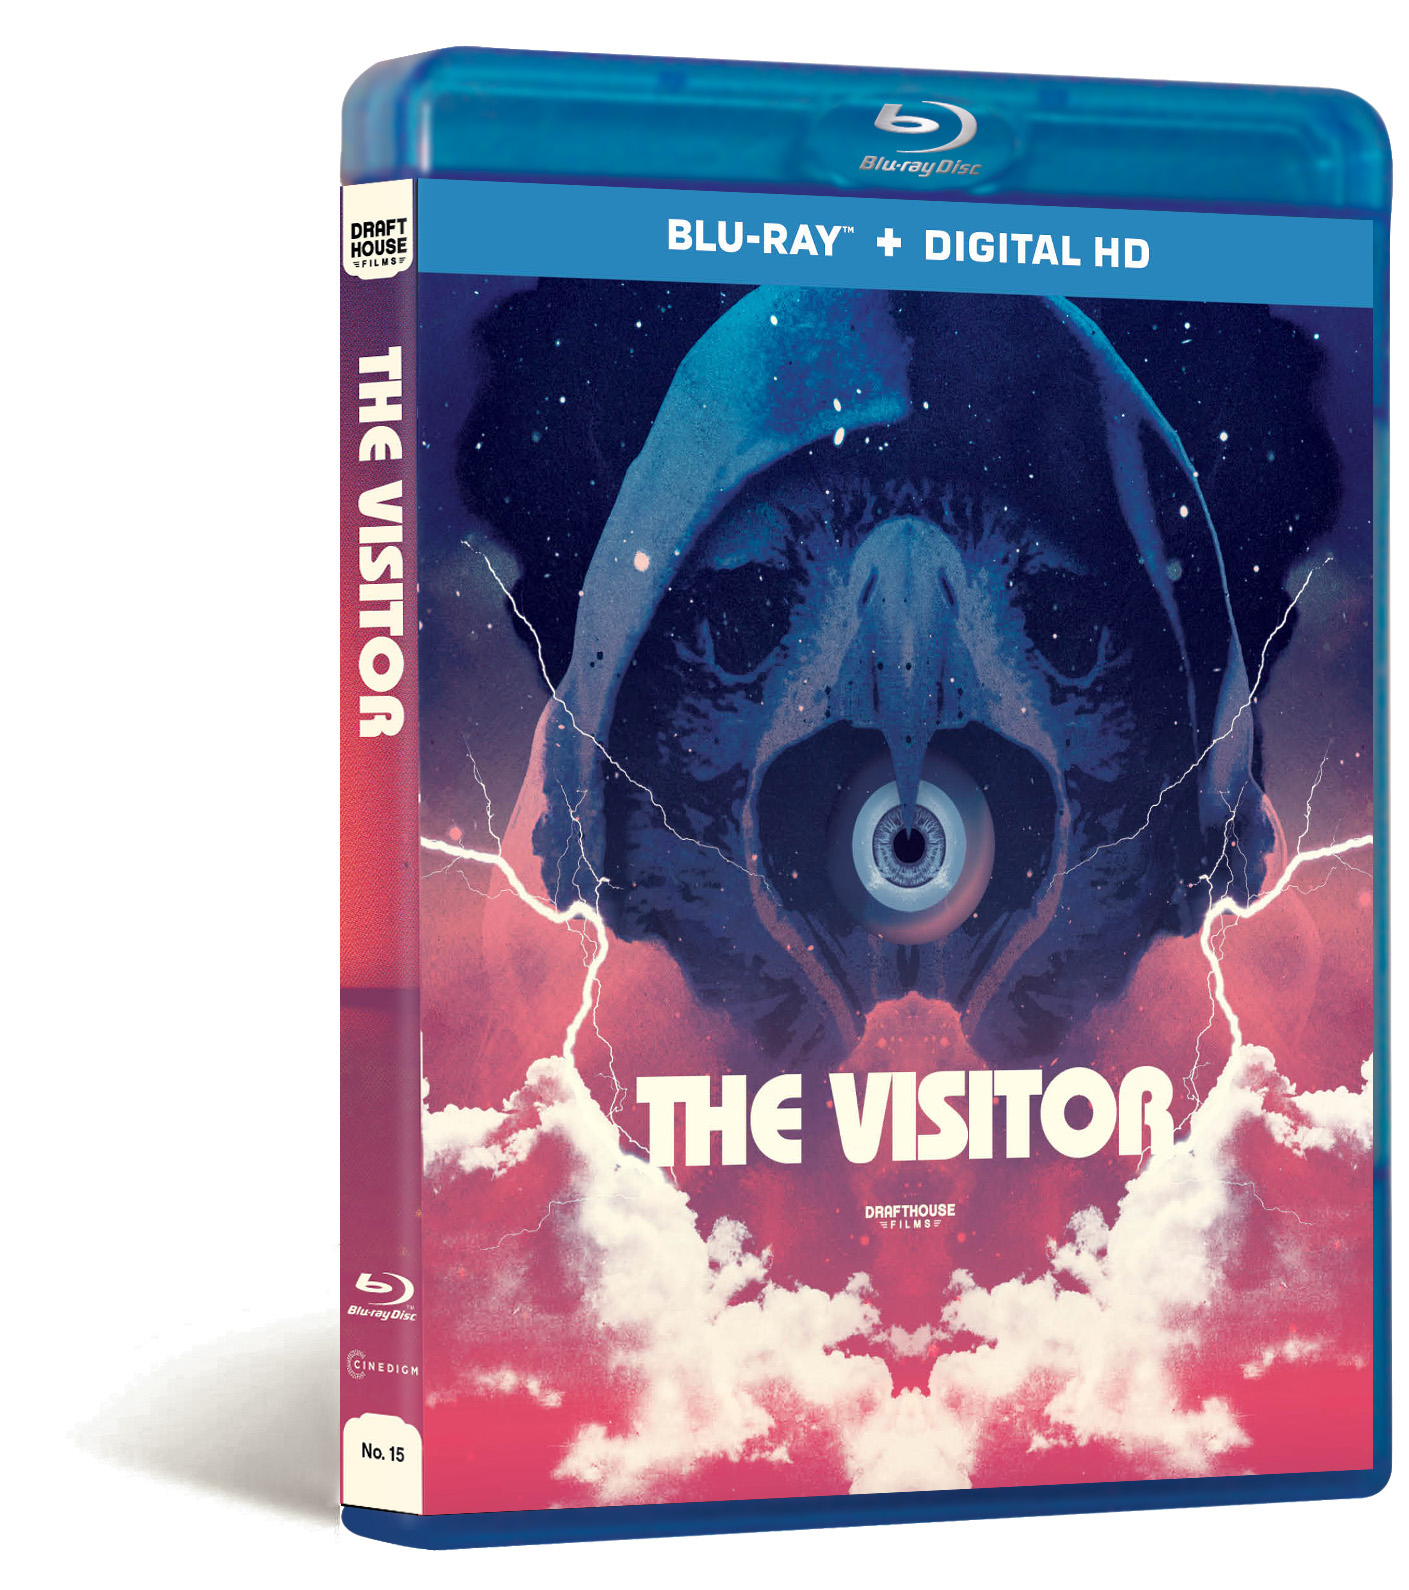 Blu-ray Disc
BLU-RAY™ + DIGITAL HD
DRAFT
HOUSE
FILMS
THE VISITOR
Blu-ray Disc™
CINEDIGM
No. 15
THE VISITOR
DRAFTHOUSE
FILMS